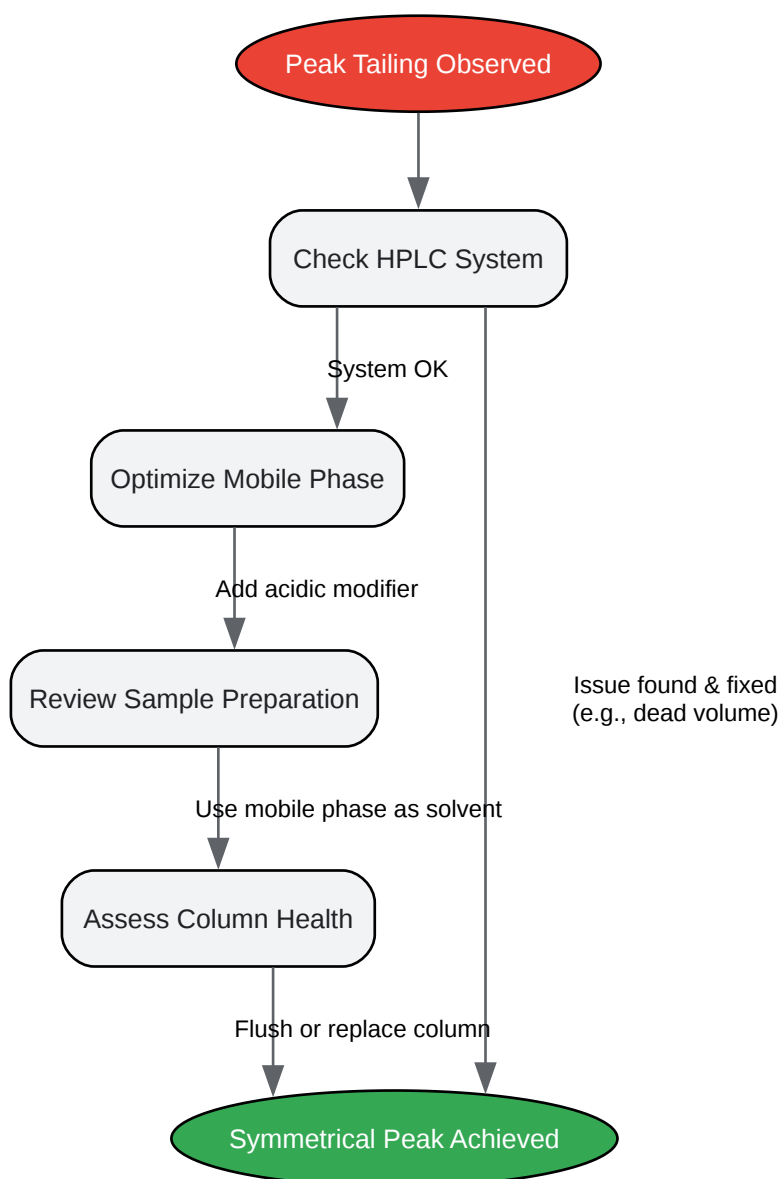 Peak Tailing Observed
Check HPLC System
System OK
Optimize Mobile Phase
Add acidic modifier
Review Sample Preparation
Issue found & fixed
(e.g., dead volume)
Use mobile phase as solvent
Assess Column Health
Flush or replace column
Symmetrical Peak Achieved